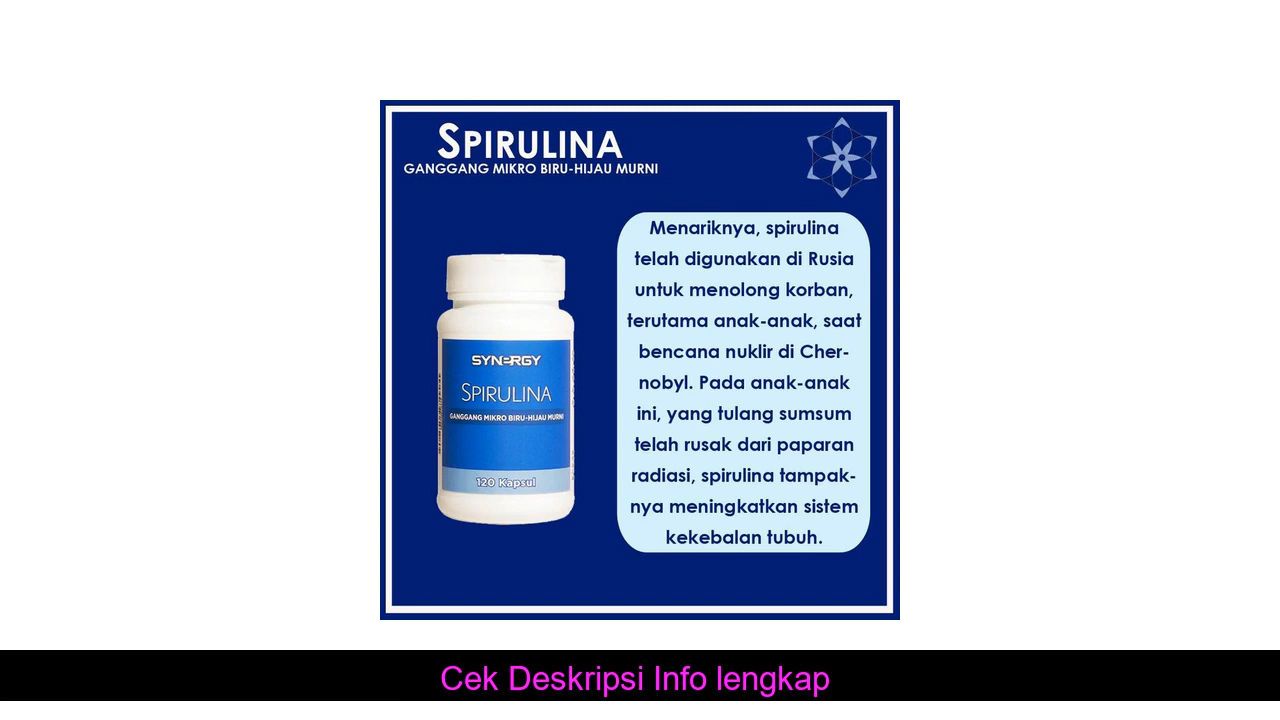 SPIRULINA
GANGGANG MIKRO BIRU-HIJAU MURNI
Menariknya, spirulina
telah digunakan di Rusia
untuk menolong korban,
terutama anak-anak, saat
bencana nuklir di Cher-
nobyl. Pada anak-anak
ini, yang tulang sumsum
telah rusak dari paparan
radiasi, spirulina tampak-
nya meningkatkan sistem
kekebalan tubuh.
SYNERGY
SPIRULINA
GANGGANG MIKRO BIRU-HIJAU MURNI
120 Kapsul
Cek Deskripsi Info lengkap